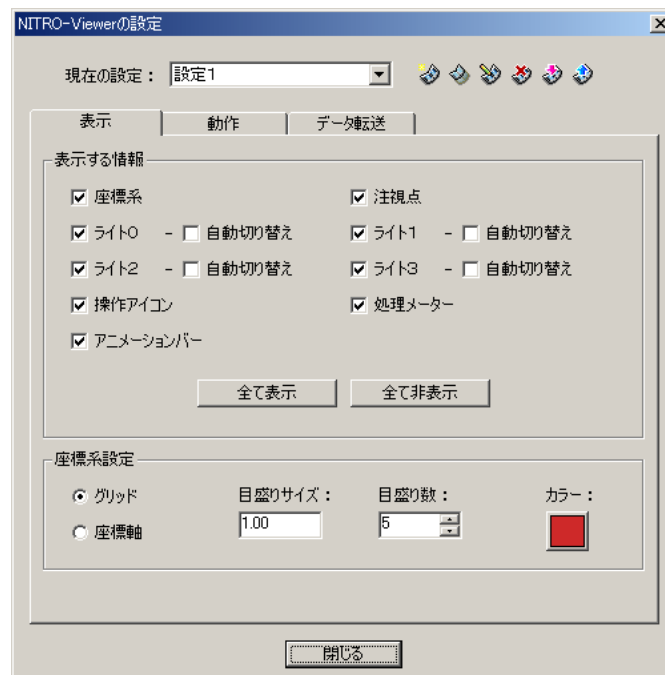 NITRO-Viewerの設定
現在の設定： 設定1
表示 動作 データ転送
表示する情報
座標系 注視点
ライト0 - 自動切り替え ライト1 - 自動切り替え
ライト2 - 自動切り替え ライト3 - 自動切り替え
操作アイコン 処理メーター
アニメーションバー
全て表示 全て非表示
座標系設定
グリッド 目盛りサイズ： 目盛り数： カラー：
座標軸 1.00 5
閉じる